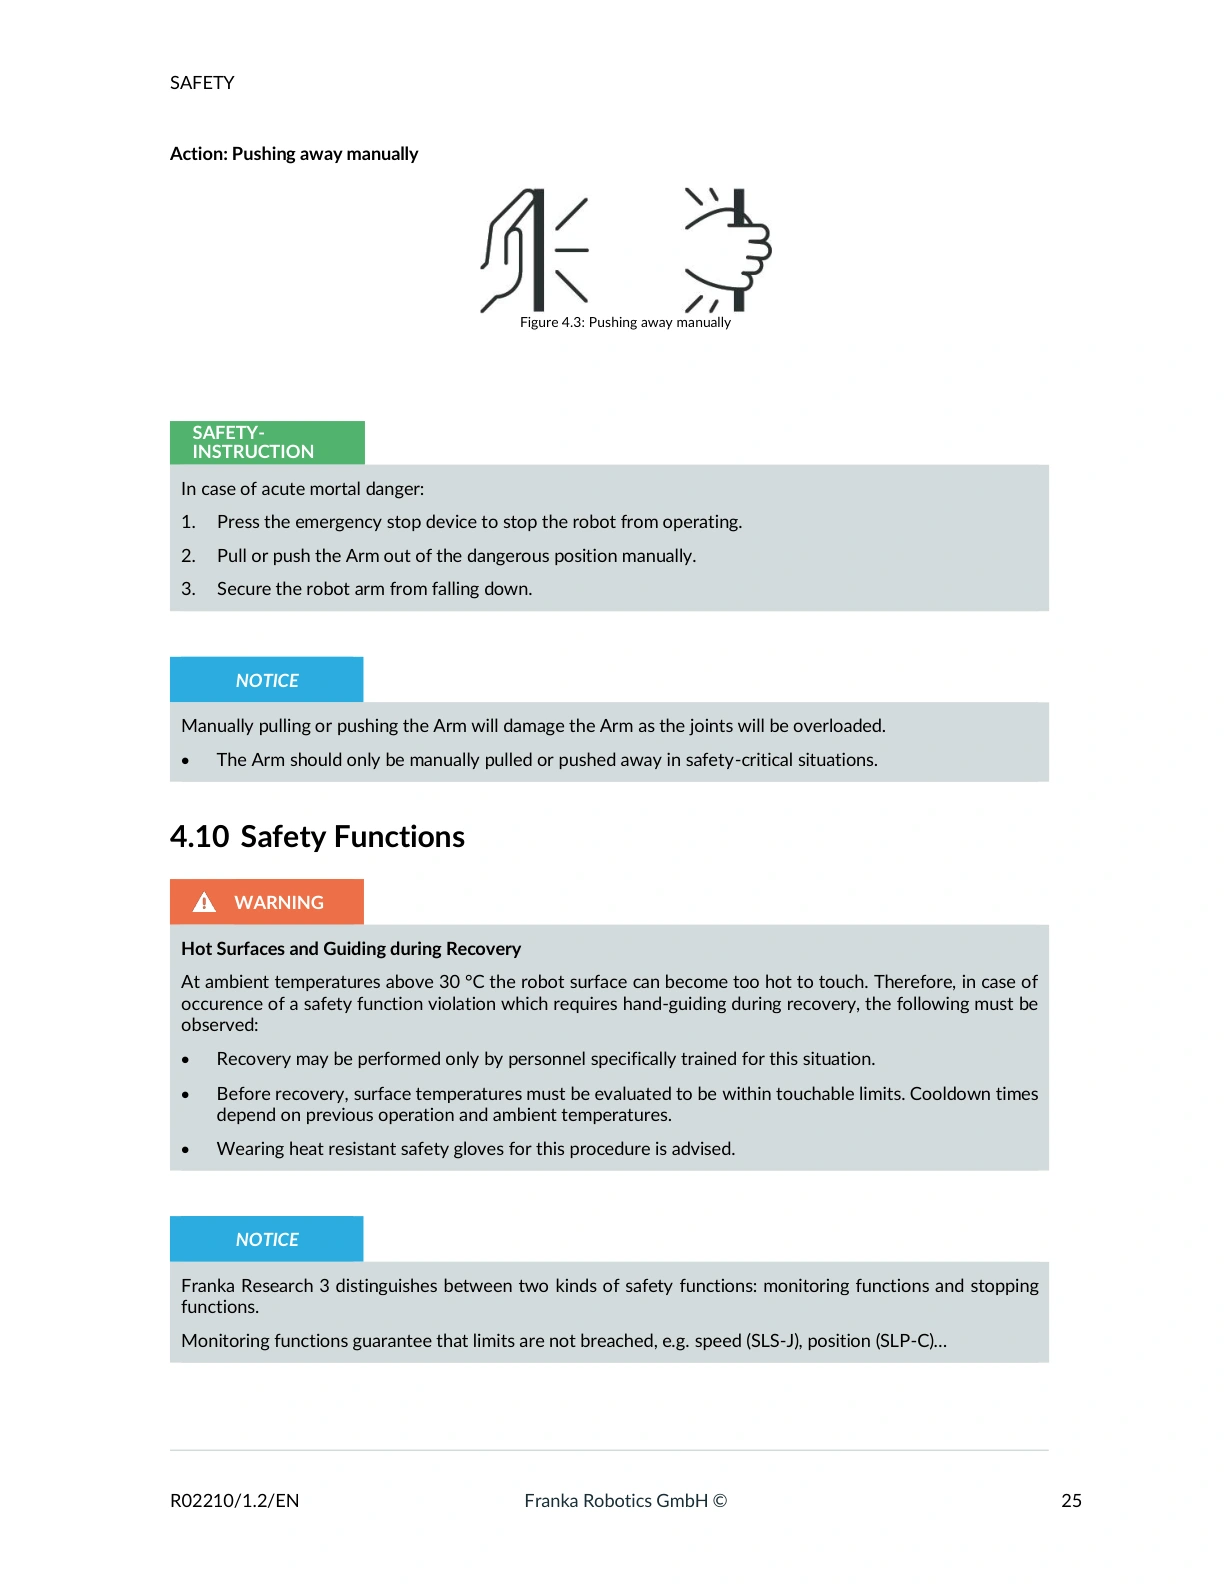 SAFETY
Action: Pushing away manually
Figure 4.3: Pushing away manually
SAFETY-
INSTRUCTION
In case of acute mortal danger:
1. Press the emergency stop device to stop the robot from operating.
2. Pull or push the Arm out of the dangerous position manually.
3. Secure the robot arm from falling down.
NOTICE
Manually pulling or pushing the Arm will damage the Arm as the joints will be overloaded.
• The Arm should only be manually pulled or pushed away in safety-critical situations.
4.10 Safety Functions
WARNING
Hot Surfaces and Guiding during Recovery
At ambient temperatures above 30 °C the robot surface can become too hot to touch. Therefore, in case of
occurence of a safety function violation which requires hand-guiding during recovery, the following must be
observed:
• Recovery may be performed only by personnel specifically trained for this situation.
• Before recovery, surface temperatures must be evaluated to be within touchable limits. Cooldown times
depend on previous operation and ambient temperatures.
• Wearing heat resistant safety gloves for this procedure is advised.
NOTICE
Franka Research 3 distinguishes between two kinds of safety functions: monitoring functions and stopping
functions.
Monitoring functions guarantee that limits are not breached, e.g. speed (SLS-J), position (SLP-C)...
R02210/1.2/EN
Franka Robotics GmbH ©
25